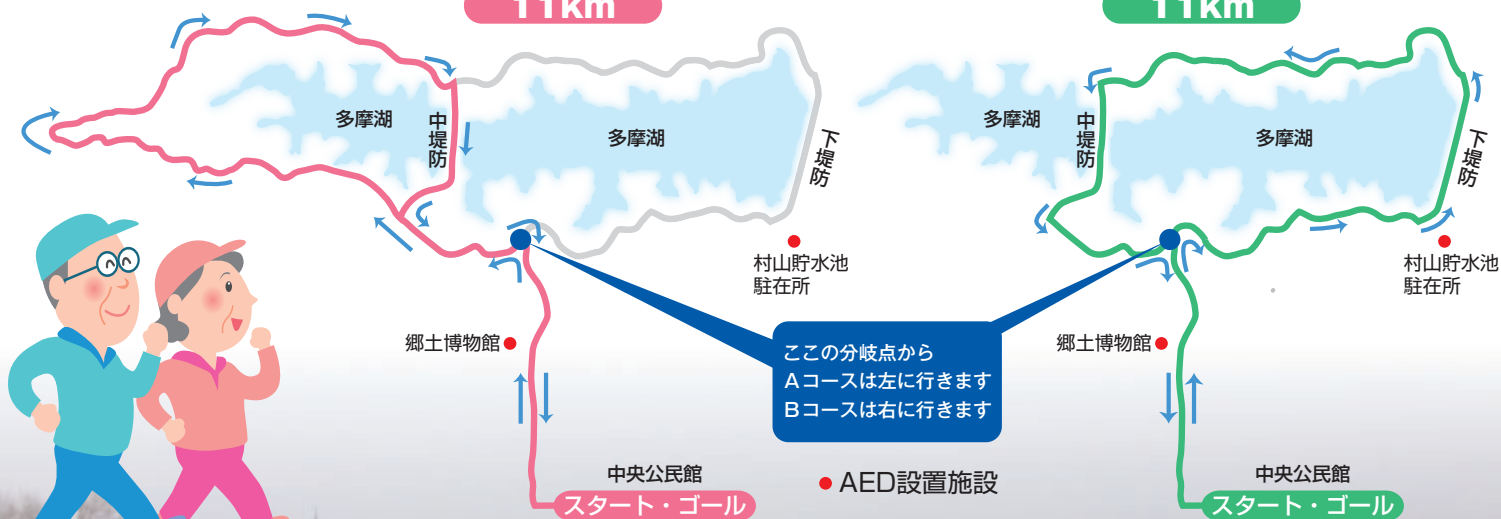 11km
多摩湖
中堤防
多摩湖
下堤防
村山貯水池
駐在所
郷土博物館
中央公民館
スタート・ゴール
ここの分岐点から
Aコースは左に行きます
Bコースは右に行きます
AED設置施設
11km
多摩湖
中堤防
多摩湖
下堤防
村山貯水池
駐在所
郷土博物館
中央公民館
スタート・ゴール